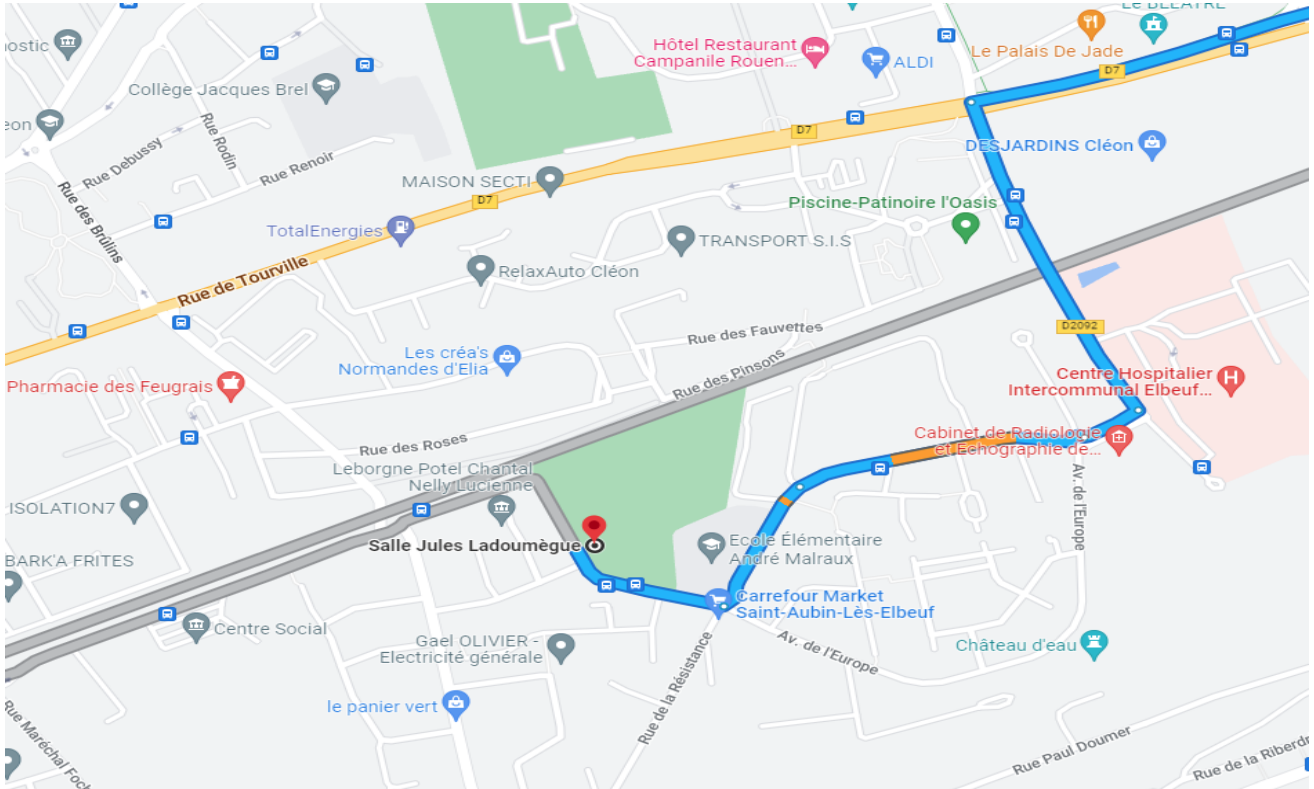 Le BLEATRE
Hôtel Restaurant
Campanile Rouen...
ALDI
Le Palais De Jade
D7
Collège Jacques Brel
Rue Rodin
Rue Debussy
Rue Renoir
D7
DESJARDINS Cléon
MAISON SECTI
D7
Rue des Brûlins
TotalEnergies
Piscine-Patinoire l'Oasis
TRANSPORT S.I.S
RelaxAuto Cléon
Rue de Tourville
D2092
Rue des Fauvettes
Les créa's
Normandes d'Elia
Rue des Pinsons
Pharmacie des Feugrais
Centre Hospitalier
Intercommunal Elbeuf...
Rue des Roses
Cabinet de Radiologie
et Echographie de...
Leborgne Potel Chantal
Nelly Lucienne
Av. de l'Europe
ISOLATION7
Salle Jules Ladoumègue
Ecole Élémentaire
André Malraux
BARK'A FRITES
Carrefour Market
Saint-Aubin-Lès-Elbeuf
Centre Social
Gael OLIVIER -
Electricité générale
Av. de l'Europe
Château d'eau
Rue de la Résistance
le panier vert
Rue Maréchal Foch
Rue Paul Doumer
Rue de la Riberdr